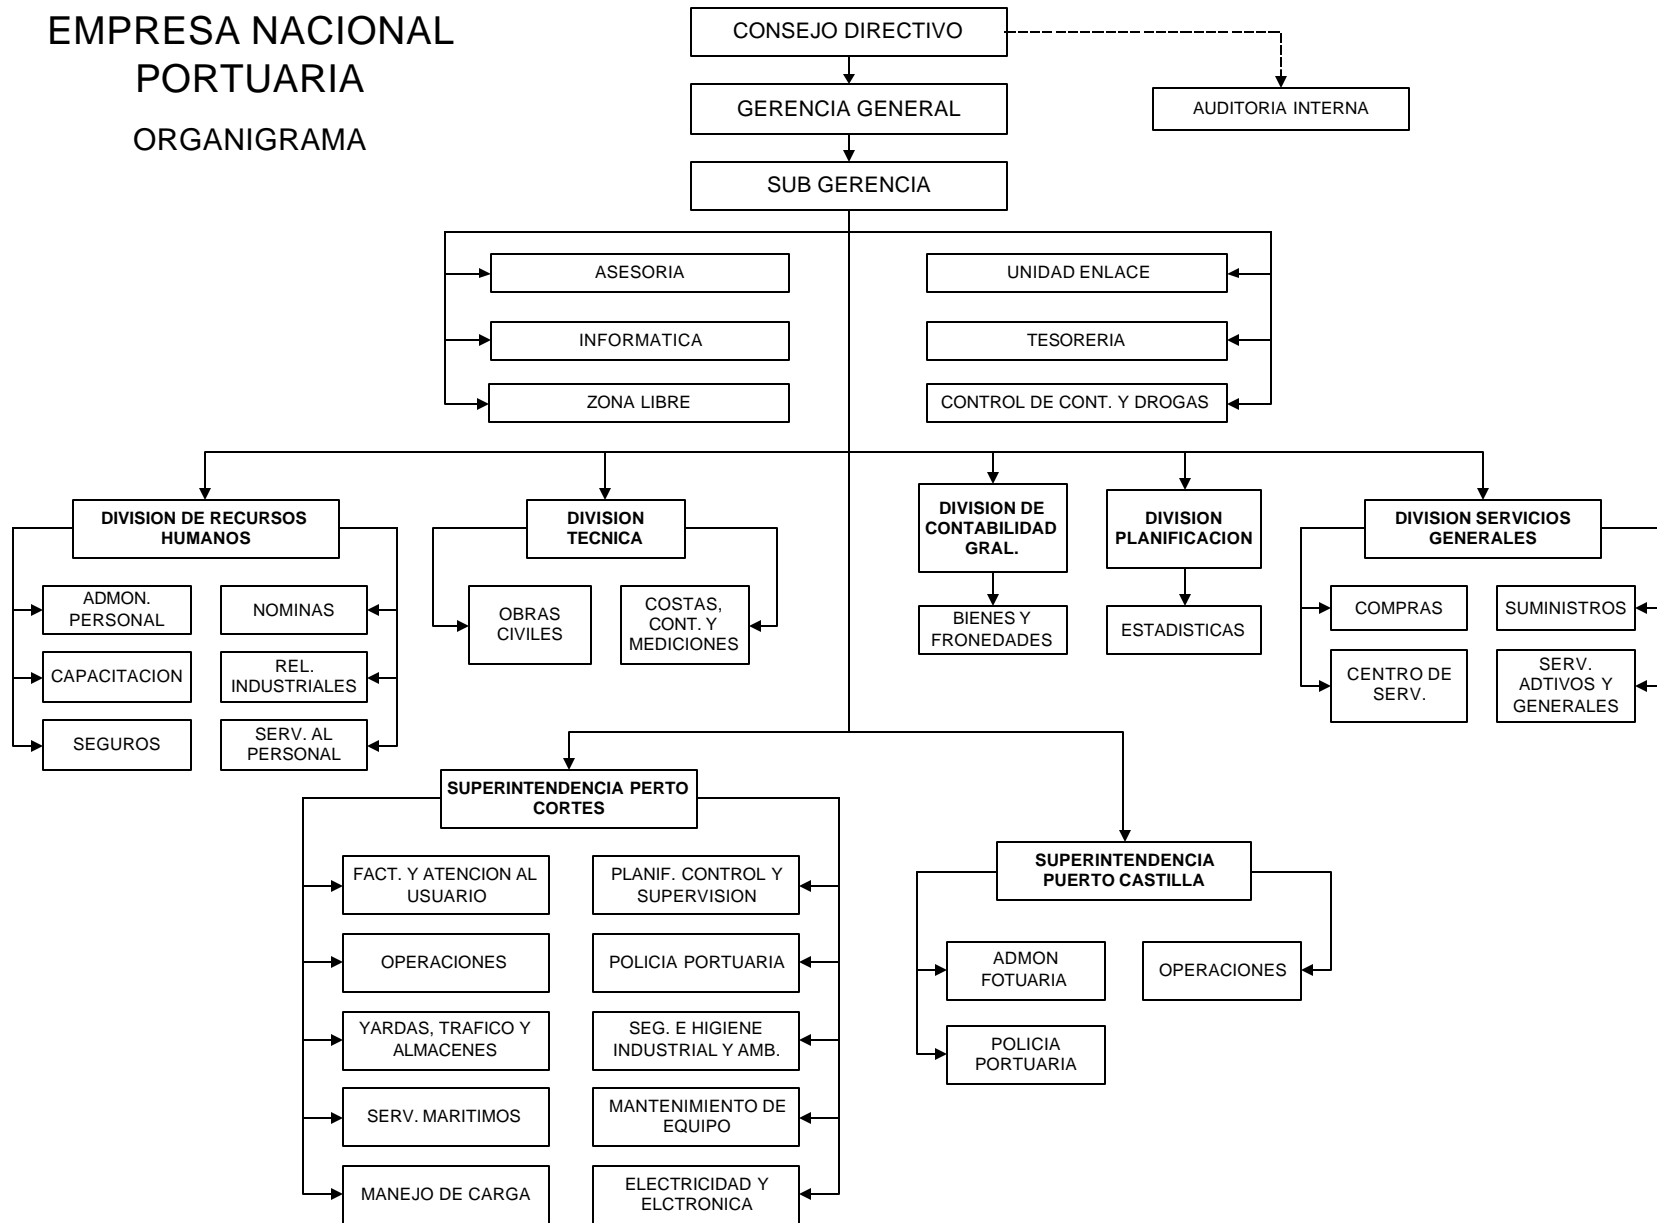 EMPRESA NACIONAL
PORTUARIA
ORGANIGRAMA
CONSEJO DIRECTIVO
GERENCIA GENERAL
AUDITORIA INTERNA
SUB GERENCIA
ASESORIA
UNIDAD ENLACE
INFORMATICA
TESORERIA
ZONA LIBRE
CONTROL DE CONT. Y DROGAS
DIVISION DE RECURSOS
HUMANOS
DIVISION
TECNICA
DIVISION DE
CONTABILIDAD
GRAL.
DIVISION
PLANIFICACION
DIVISION SERVICIOS
GENERALES
ADMON.
PERSONAL
NOMINAS
CAPACITACION
REL.
INDUSTRIALES
SEGUROS
SERV. AL
PERSONAL
OBRAS
CIVILES
COSTAS,
CONT. Y
MEDICIONES
BIENES Y
FRONEDADES
ESTADISTICAS
COMPRAS
SUMINISTROS
CENTRO DE
SERV.
SERV.
ADTIVOS Y
GENERALES
SUPERINTENDENCIA PERTO
CORTES
FACT. Y ATENCION AL
USUARIO
PLANIF. CONTROL Y
SUPERVISION
OPERACIONES
POLICIA PORTUARIA
YARDAS, TRAFICO Y
ALMACENES
SEG. E HIGIENE
INDUSTRIAL Y AMB.
SERV. MARITIMOS
MANTENIMIENTO DE
EQUIPO
MANEJO DE CARGA
ELECTRICIDAD Y
ELCTRONICA
SUPERINTENDENCIA
PUERTO CASTILLA
ADMON
FOTUARIA
OPERACIONES
POLICIA
PORTUARIA